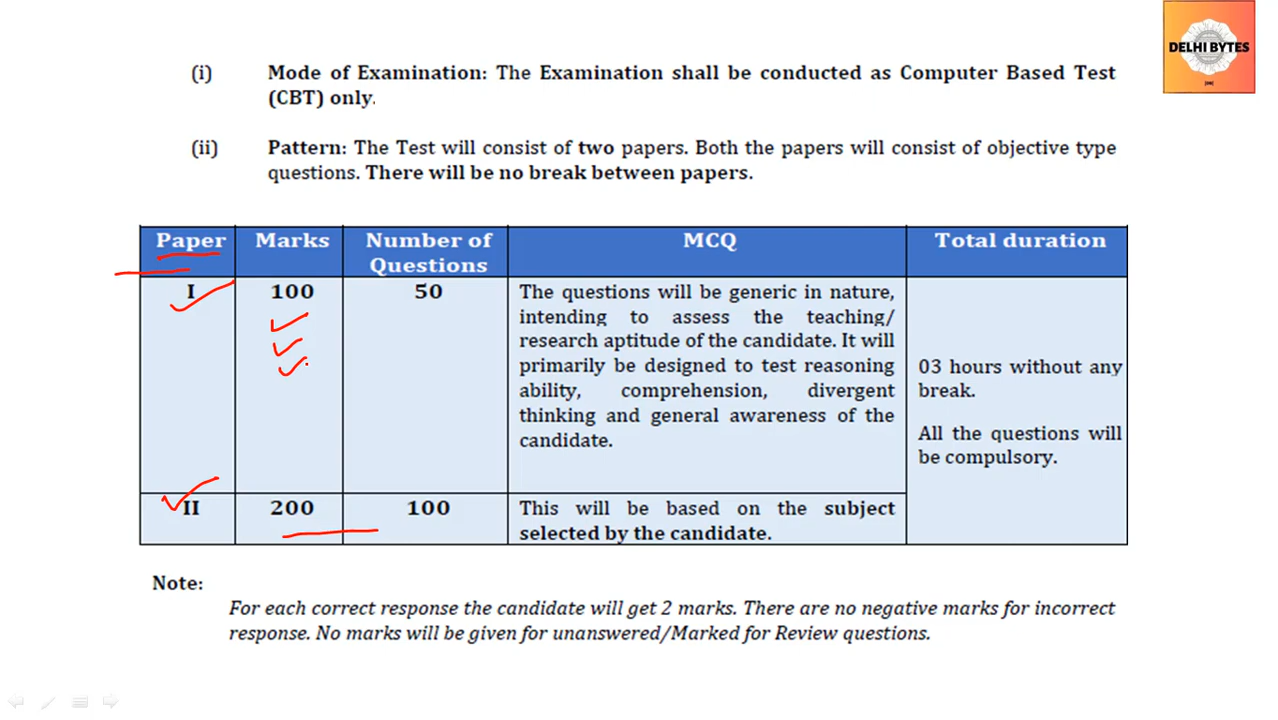 DELHI BYTES
(i) Mode of Examination: The Examination shall be conducted as Computer Based Test
(CBT) only.
(ii) Pattern: The Test will consist of two papers. Both the papers will consist of objective type
questions. There will be no break between papers.
Paper Marks Number of Questions MCQ Total duration
I 100 50
The questions will be generic in nature,
intending to assess the teaching/
research aptitude of the candidate. It will
primarily be designed to test reasoning
ability, comprehension, divergent
thinking and general awareness of the
candidate.
03 hours without any
break.
All the questions will
be compulsory.
II 200 100
This will be based on the subject
selected by the candidate.
Note:
For each correct response the candidate will get 2 marks. There are no negative marks for incorrect
response. No marks will be given for unanswered/Marked for Review questions.